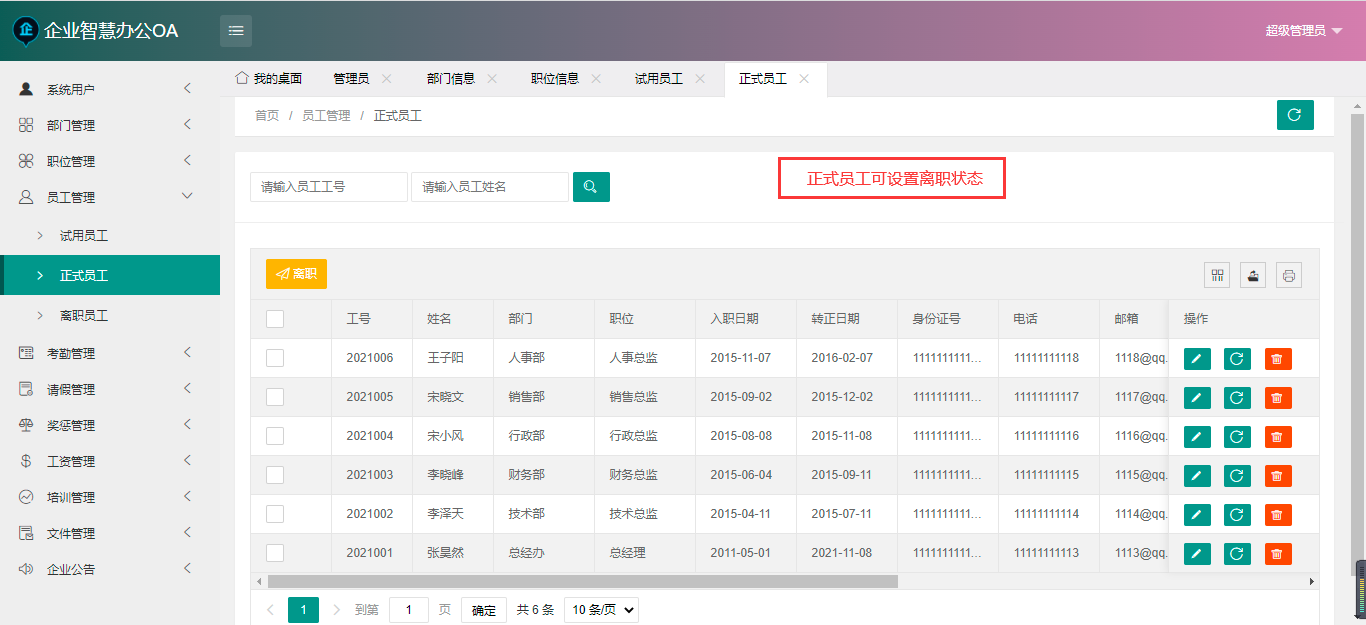 企业智慧办公OA
超级管理员
系统用户
部门管理
职位管理
员工管理
试用员工
正式员工
离职员工
考勤管理
请假管理
奖惩管理
工资管理
培训管理
文件管理
企业公告
我的桌面 管理员 部门信息 职位信息 试用员工 正式员工
首页 / 员工管理 / 正式员工
请输入员工工号 请输入员工姓名
正式员工可设置离职状态
离职
工号 姓名 部门 职位 入职日期 转正日期 身份证号 电话 邮箱 操作
2021006 王子阳 人事部 人事总监 2015-11-07 2016-02-07 1111111111... 11111111118 1118@qq.
2021005 宋晓文 销售部 销售总监 2015-09-02 2015-12-02 1111111111... 11111111117 1117@qq.
2021004 宋小风 行政部 行政总监 2015-08-08 2015-11-08 1111111111... 11111111116 1116@qq.
2021003 李晓峰 财务部 财务总监 2015-06-04 2015-09-11 1111111111... 11111111115 1115@qq.
2021002 李泽天 技术部 技术总监 2015-04-11 2015-07-11 1111111111... 11111111114 1114@qq.
2021001 张昊然 总经办 总经理 2011-05-01 2021-11-08 1111111111... 11111111113 1113@qq.
1 到第 1 页 确定 共 6 条 10 条/页